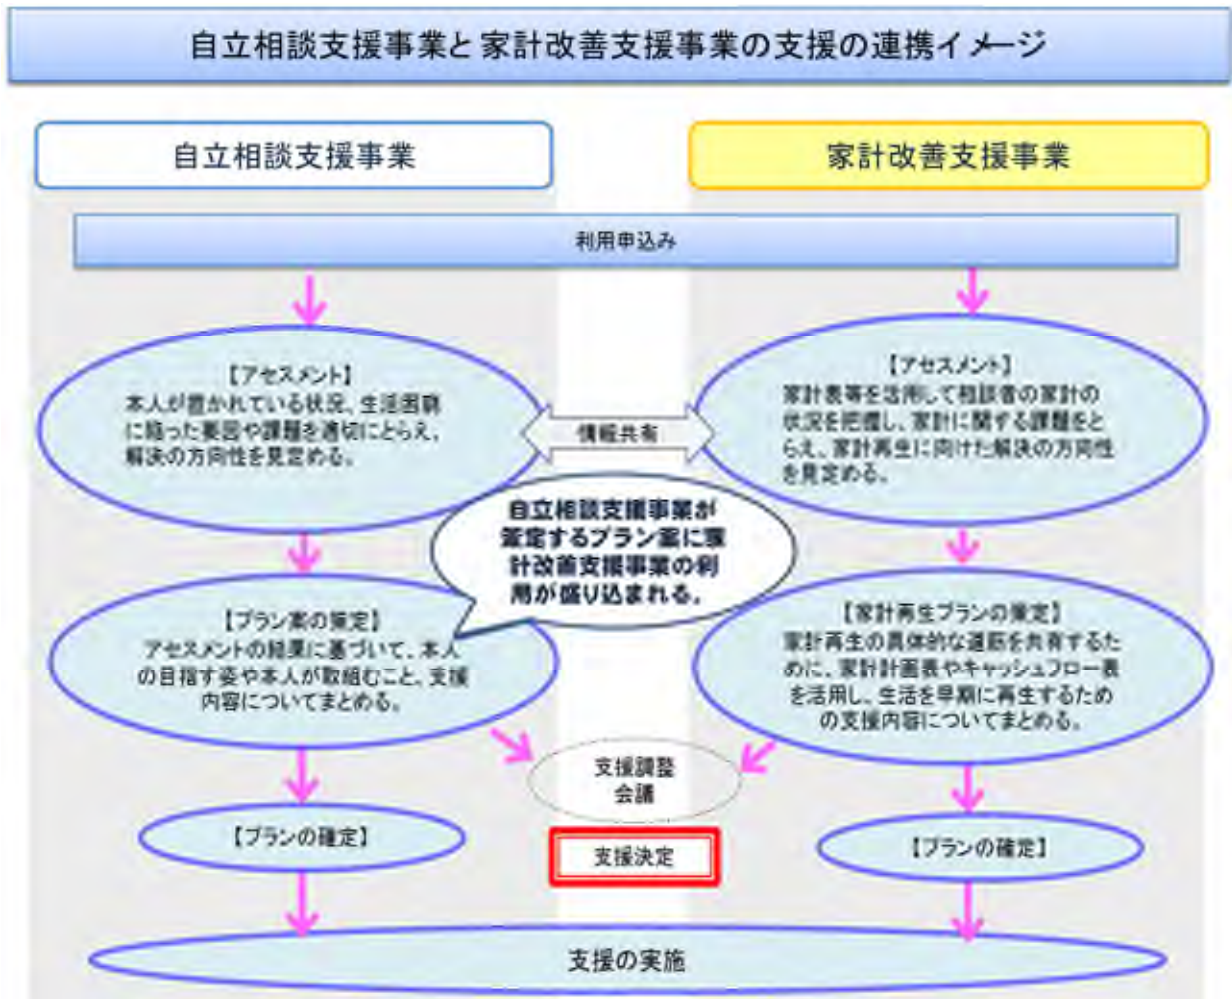 自立相談支援事業と家計改善支援事業の支援の連携イメージ
自立相談支援事業
家計改善支援事業
利用申込み
【アセスメント】
本人が置かれている状況、生活困窮
に陥った要因や課題を適切にとらえ、
解決の方向性を見定める。
情報共有
【アセスメント】
家計表等を活用して相談者の家計の
状況を把握し、家計に関する課題をと
らえ、家計再生に向けた解決の方向性
を見定める。
自立相談支援事業が
策定するプラン案に家
計改善支援事業の利
用が盛り込まれる。
【プラン案の策定】
アセスメントの結果に基づいて、本人
の目指す姿や本人が取組むこと、支援
内容についてまとめる。
【家計再生プランの策定】
家計再生の具体的な道筋を共有するた
めに、家計計画表やキャッシュフロー表
を活用し、生活を早期に再生するため
の支援内容についてまとめる。
支援調整
会議
【プランの確定】
支援決定
【プランの確定】
支援の実施